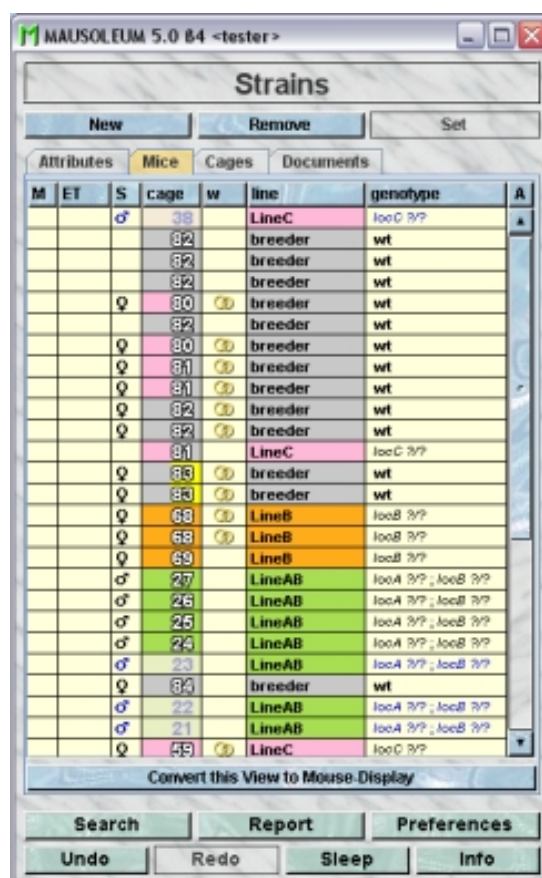 MAUSOLEUM 5.0 ß4 <tester>
Strains
New Remove Set
Attributes Mice Cages Documents
M ET S cage w line genotype A
♂ 38 LineC locC ?/?
82 breeder wt
82 breeder wt
82 breeder wt
♀ 80 breeder wt
82 breeder wt
♀ 80 breeder wt
♀ 81 breeder wt
♀ 81 breeder wt
♀ 82 breeder wt
♀ 82 breeder wt
81 LineC locC ?/?
♀ 83 breeder wt
♀ 83 breeder wt
♀ 68 LineB locB ?/?
♀ 68 LineB locB ?/?
♀ 69 LineB locB ?/?
♂ 27 LineAB locA ?/? ; locB ?/?
♂ 26 LineAB locA ?/? ; locB ?/?
♂ 25 LineAB locA ?/? ; locB ?/?
♂ 24 LineAB locA ?/? ; locB ?/?
♂ 23 LineAB locA ?/? ; locB ?/?
♀ 84 breeder wt
♂ 22 LineAB locA ?/? ; locB ?/?
♂ 21 LineAB locA ?/? ; locB ?/?
♀ 49 LineC locC ?/?
Convert this View to Mouse-Display
Search Report Preferences
Undo Redo Sleep Info